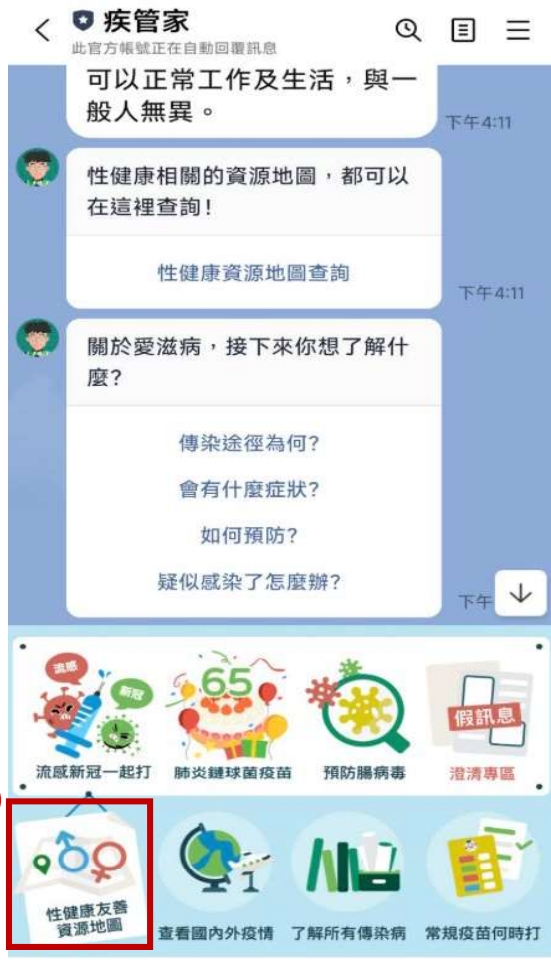 疾管家
此官方帳號正在自動回覆訊息
可以正常工作及生活，與一
般人無異。
下午4:11
性健康相關的資源地圖，都可以
在這裡查詢!
性健康資源地圖查詢
下午4:11
關於愛滋病，接下來你想了解什
麼?
傳染途徑為何?
會有什麼症狀?
如何預防?
疑似感染了怎麼辦?
下午
流感
新冠
65
假訊息
流感新冠一起打
肺炎鏈球菌疫苗
預防腸病毒
澄清專區
性健康友善
資源地圖
查看國內外疫情
了解所有傳染病
常規疫苗何時打